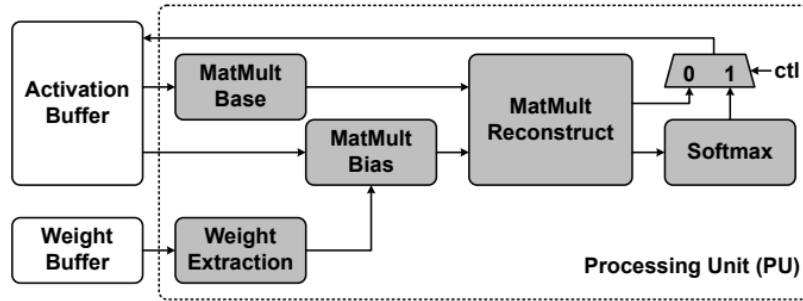 Activation
Buffer
MatMult
Base
MatMult
Bias
MatMult
Reconstruct
0 1
ctl
Softmax
Weight
Buffer
Weight
Extraction
Processing Unit (PU)